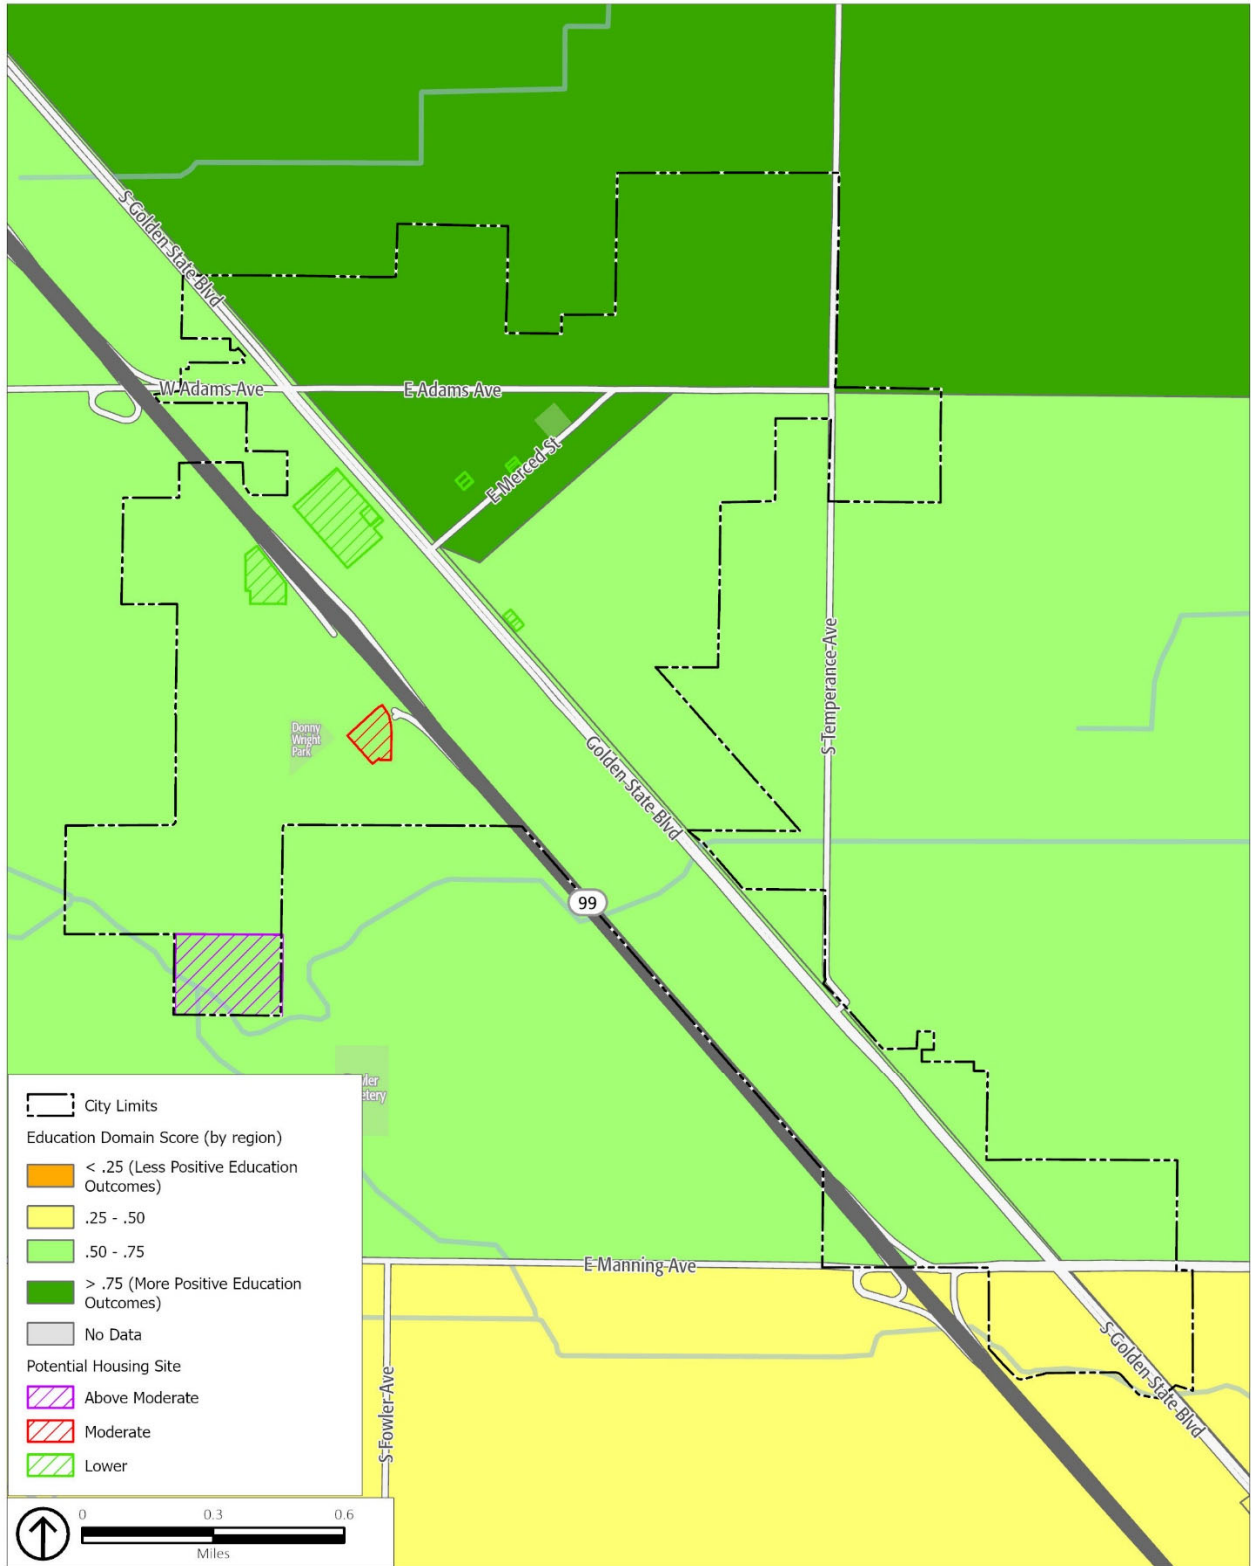 S Golden State Blvd
W Adams Ave
E Adams Ave
E Merced St
S Temperance Ave
Donny
Wright
Park
Golden State Blvd
99
E Manning Ave
S Golden State Blvd
S Fowler Ave
City Limits
Education Domain Score (by region)
< .25 (Less Positive Education
Outcomes)
.25 - .50
.50 - .75
> .75 (More Positive Education
Outcomes)
No Data
Potential Housing Site
Above Moderate
Moderate
Lower
0 0.3 0.6
Miles